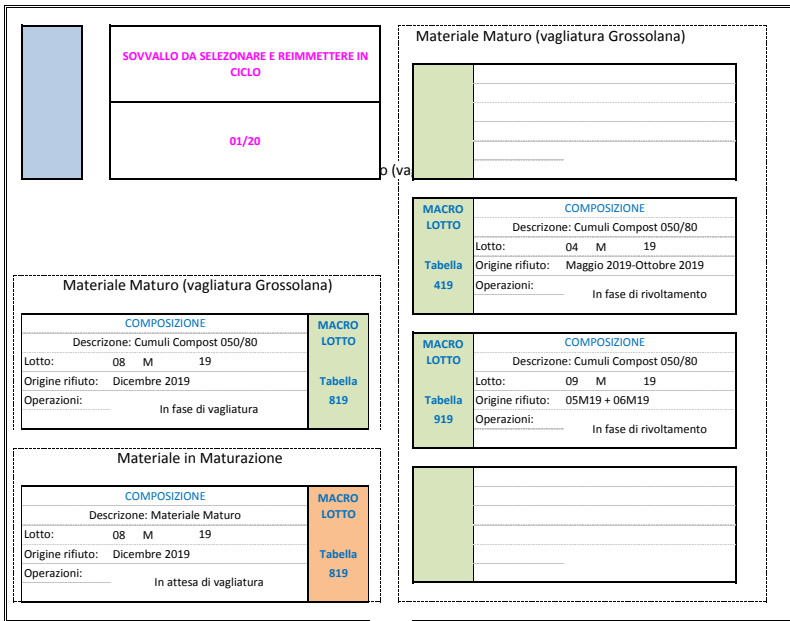 SOVVALLO DA SELEZONARE E REIMMETTERE IN
CICLO
01/20
o (va
Materiale Maturo (vagliatura Grossolana)
COMPOSIZIONE
Descrizone: Cumuli Compost 050/80
Lotto: 08 M 19
Origine rifiuto: Dicembre 2019
Operazioni:
In fase di vagliatura
MACRO
LOTTO
Tabella
819
Materiale in Maturazione
COMPOSIZIONE
Descrizone: Materiale Maturo
Lotto: 08 M 19
Origine rifiuto: Dicembre 2019
Operazioni:
In attesa di vagliatura
MACRO
LOTTO
Tabella
819
Materiale Maturo (vagliatura Grossolana)
MACRO
LOTTO
Tabella
419
COMPOSIZIONE
Descrizone: Cumuli Compost 050/80
Lotto: 04 M 19
Origine rifiuto: Maggio 2019-Ottobre 2019
Operazioni:
In fase di rivoltamento
MACRO
LOTTO
Tabella
919
COMPOSIZIONE
Descrizone: Cumuli Compost 050/80
Lotto: 09 M 19
Origine rifiuto: 05M19 + 06M19
Operazioni:
In fase di rivoltamento